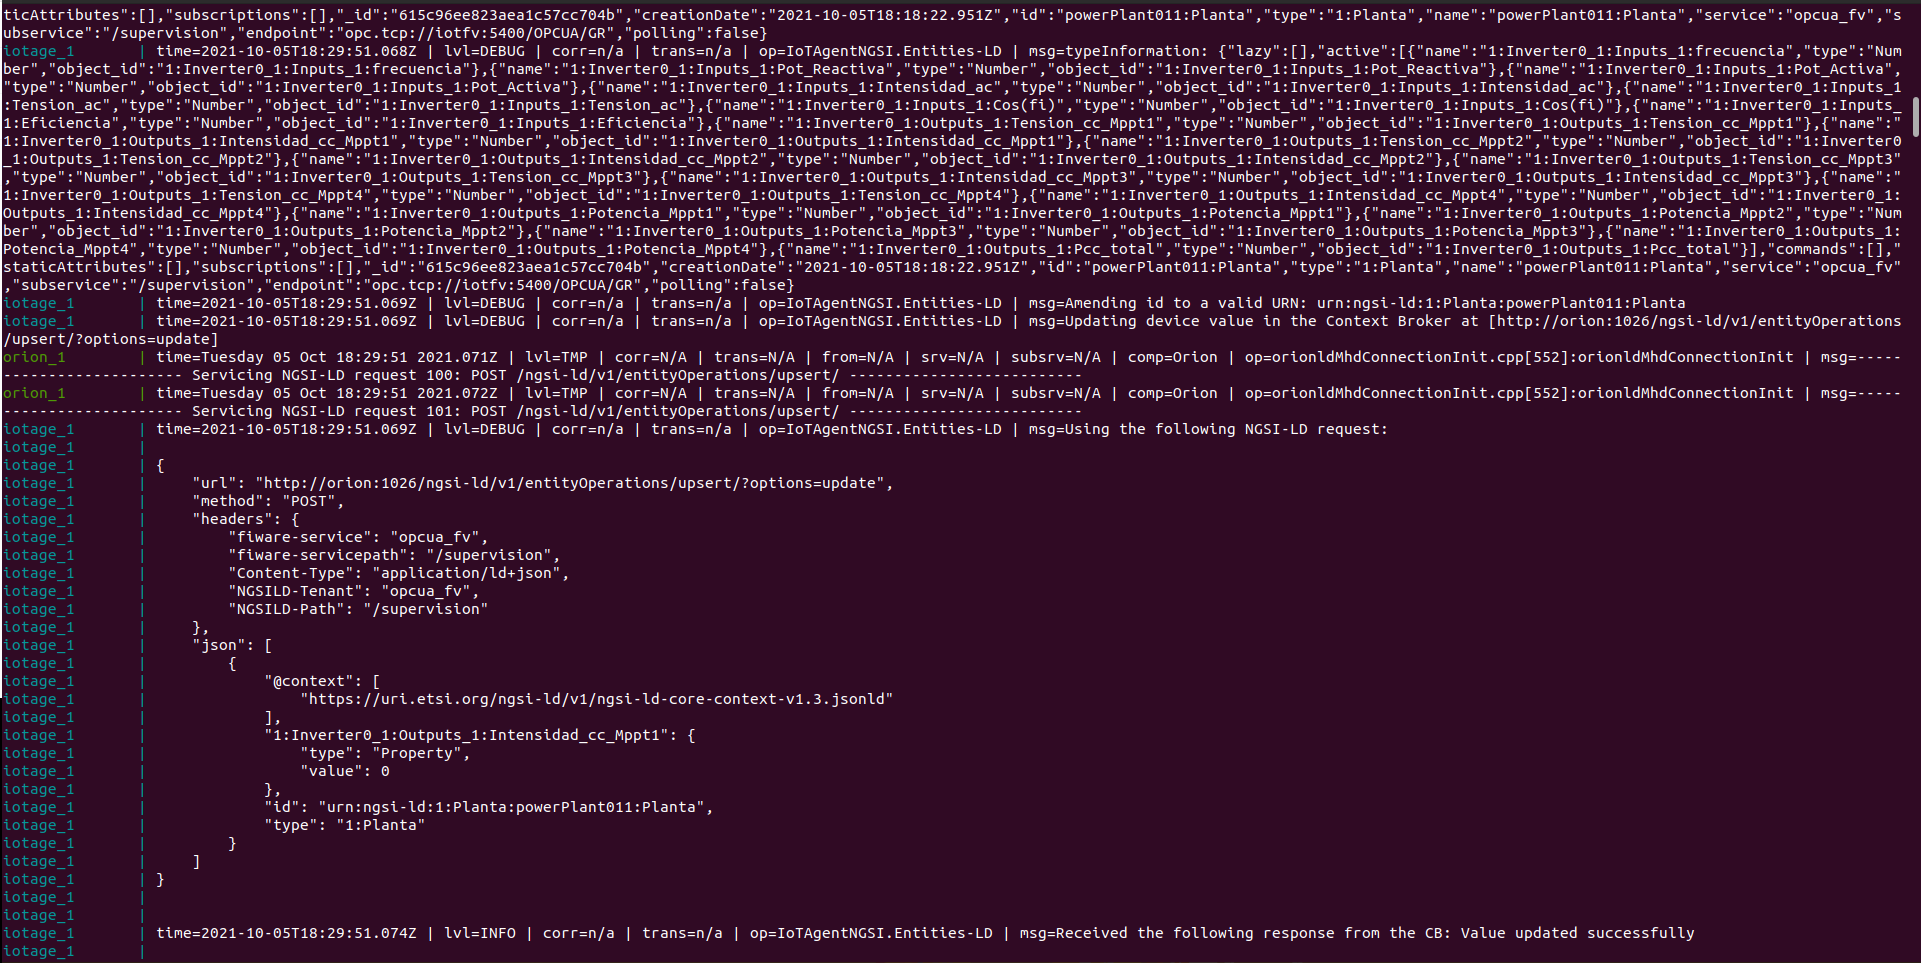 ticAttributes":[],"subscriptions":[],"_id":"615c96ee823aea1c57cc704b","creationDate":"2021-10-05T18:18:22.951Z","id":"powerPlant011:Planta","type":"1:Planta","name":"powerPlant011:Planta","service":"opcua_fv","s
ubservice":"/supervision","endpoint":"opc.tcp://iotfv:5400/OPCUA/GR","polling":false}
iotage_1 | time=2021-10-05T18:29:51.068Z | lvl=DEBUG | corr=n/a | trans=n/a | op=IoTAgentNGSI.Entities-LD | msg=typeInformation: {"lazy":[],"active":[{"name":"1:Inverter0_1:Inputs_1:frecuencia","type":"Num
ber","object_id":"1:Inverter0_1:Inputs_1:frecuencia"},{"name":"1:Inverter0_1:Inputs_1:Pot_Reactiva","type":"Number","object_id":"1:Inverter0_1:Inputs_1:Pot_Reactiva"},{"name":"1:Inverter0_1:Inputs_1:Pot_Activa",
"type":"Number","object_id":"1:Inverter0_1:Inputs_1:Pot_Activa"},{"name":"1:Inverter0_1:Inputs_1:Intensidad_ac","type":"Number","object_id":"1:Inverter0_1:Inputs_1:Intensidad_ac"},{"name":"1:Inverter0_1:Inputs_1
:Tension_ac","type":"Number","object_id":"1:Inverter0_1:Inputs_1:Tension_ac"},{"name":"1:Inverter0_1:Inputs_1:Cos(fi)","type":"Number","object_id":"1:Inverter0_1:Inputs_1:Cos(fi)"},{"name":"1:Inverter0_1:Inputs_
1:Eficiencia","type":"Number","object_id":"1:Inverter0_1:Inputs_1:Eficiencia"},{"name":"1:Inverter0_1:Outputs_1:Tension_cc_Mppt1","type":"Number","object_id":"1:Inverter0_1:Outputs_1:Tension_cc_Mppt1"},{"name":"
1:Inverter0_1:Outputs_1:Intensidad_cc_Mppt1","type":"Number","object_id":"1:Inverter0_1:Outputs_1:Intensidad_cc_Mppt1"},{"name":"1:Inverter0_1:Outputs_1:Tension_cc_Mppt2","type":"Number","object_id":"1:Inverter0
_1:Outputs_1:Tension_cc_Mppt2"},{"name":"1:Inverter0_1:Outputs_1:Intensidad_cc_Mppt2","type":"Number","object_id":"1:Inverter0_1:Outputs_1:Intensidad_cc_Mppt2"},{"name":"1:Inverter0_1:Outputs_1:Tension_cc_Mppt3"
,"type":"Number","object_id":"1:Inverter0_1:Outputs_1:Tension_cc_Mppt3"},{"name":"1:Inverter0_1:Outputs_1:Intensidad_cc_Mppt3","type":"Number","object_id":"1:Inverter0_1:Outputs_1:Intensidad_cc_Mppt3"},{"name":"
1:Inverter0_1:Outputs_1:Tension_cc_Mppt4","type":"Number","object_id":"1:Inverter0_1:Outputs_1:Tension_cc_Mppt4"},{"name":"1:Inverter0_1:Outputs_1:Intensidad_cc_Mppt4","type":"Number","object_id":"1:Inverter0_1:
Outputs_1:Intensidad_cc_Mppt4"},{"name":"1:Inverter0_1:Outputs_1:Potencia_Mppt1","type":"Number","object_id":"1:Inverter0_1:Outputs_1:Potencia_Mppt1"},{"name":"1:Inverter0_1:Outputs_1:Potencia_Mppt2","type":"Num
ber","object_id":"1:Inverter0_1:Outputs_1:Potencia_Mppt2"},{"name":"1:Inverter0_1:Outputs_1:Potencia_Mppt3","type":"Number","object_id":"1:Inverter0_1:Outputs_1:Potencia_Mppt3"},{"name":"1:Inverter0_1:Outputs_1:
Potencia_Mppt4","type":"Number","object_id":"1:Inverter0_1:Outputs_1:Potencia_Mppt4"},{"name":"1:Inverter0_1:Outputs_1:Pcc_total","type":"Number","object_id":"1:Inverter0_1:Outputs_1:Pcc_total"}],"commands":[],"
staticAttributes":[],"subscriptions":[],"_id":"615c96ee823aea1c57cc704b","creationDate":"2021-10-05T18:18:22.951Z","id":"powerPlant011:Planta","type":"1:Planta","name":"powerPlant011:Planta","service":"opcua_fv"
,"subservice":"/supervision","endpoint":"opc.tcp://iotfv:5400/OPCUA/GR","polling":false}
iotage_1 | time=2021-10-05T18:29:51.069Z | lvl=DEBUG | corr=n/a | trans=n/a | op=IoTAgentNGSI.Entities-LD | msg=Amending id to a valid URN: urn:ngsi-ld:1:Planta:powerPlant011:Planta
iotage_1 | time=2021-10-05T18:29:51.069Z | lvl=DEBUG | corr=n/a | trans=n/a | op=IoTAgentNGSI.Entities-LD | msg=Updating device value in the Context Broker at [http://orion:1026/ngsi-ld/v1/entityOperations
/upsert/?options=update]
orion_1 | time=Tuesday 05 Oct 18:29:51 2021.071Z | lvl=TMP | corr=N/A | trans=N/A | from=N/A | srv=N/A | subsrv=N/A | comp=Orion | op=orionldMhdConnectionInit.cpp[552]:orionldMhdConnectionInit | msg=-----
-------------------- Servicing NGSI-LD request 100: POST /ngsi-ld/v1/entityOperations/upsert/ --------------------------
orion_1 | time=Tuesday 05 Oct 18:29:51 2021.072Z | lvl=TMP | corr=N/A | trans=N/A | from=N/A | srv=N/A | subsrv=N/A | comp=Orion | op=orionldMhdConnectionInit.cpp[552]:orionldMhdConnectionInit | msg=-----
-------------------- Servicing NGSI-LD request 101: POST /ngsi-ld/v1/entityOperations/upsert/ --------------------------
iotage_1 | time=2021-10-05T18:29:51.069Z | lvl=DEBUG | corr=n/a | trans=n/a | op=IoTAgentNGSI.Entities-LD | msg=Using the following NGSI-LD request:
iotage_1 |
iotage_1 | {
iotage_1 | "url": "http://orion:1026/ngsi-ld/v1/entityOperations/upsert/?options=update",
iotage_1 | "method": "POST",
iotage_1 | "headers": {
iotage_1 | "fiware-service": "opcua_fv",
iotage_1 | "fiware-servicepath": "/supervision",
iotage_1 | "Content-Type": "application/ld+json",
iotage_1 | "NGSILD-Tenant": "opcua_fv",
iotage_1 | "NGSILD-Path": "/supervision"
iotage_1 | },
iotage_1 | "json": [
iotage_1 | {
iotage_1 | "@context": [
iotage_1 | "https://uri.etsi.org/ngsi-ld/v1/ngsi-ld-core-context-v1.3.jsonld"
iotage_1 | ],
iotage_1 | "1:Inverter0_1:Outputs_1:Intensidad_cc_Mppt1": {
iotage_1 | "type": "Property",
iotage_1 | "value": 0
iotage_1 | },
iotage_1 | "id": "urn:ngsi-ld:1:Planta:powerPlant011:Planta",
iotage_1 | "type": "1:Planta"
iotage_1 | }
iotage_1 | ]
iotage_1 | }
iotage_1 |
iotage_1 |
iotage_1 | time=2021-10-05T18:29:51.074Z | lvl=INFO | corr=n/a | trans=n/a | op=IoTAgentNGSI.Entities-LD | msg=Received the following response from the CB: Value updated successfully
iotage_1 |